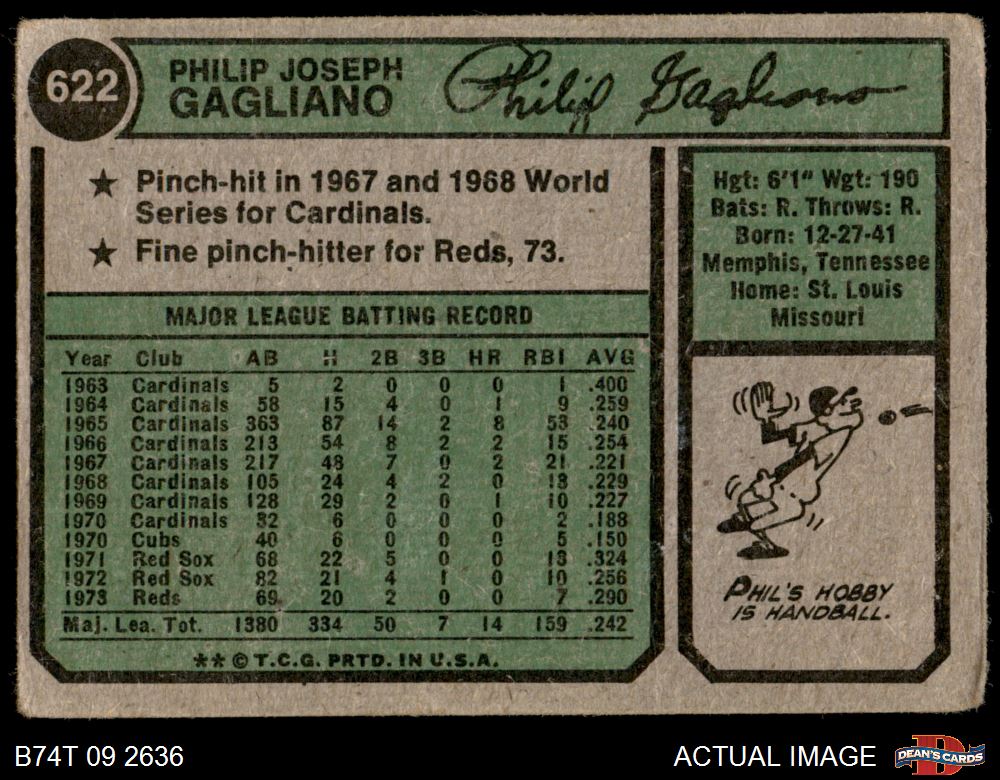 622
PHILIP JOSEPH
GAGLIANO
Philip Gagliano
★ Pinch-hit in 1967 and 1968 World
Series for Cardinals.
★ Fine pinch-hitter for Reds, 73.
Hgt: 6'1" Wgt: 190
Bats: R. Throws: R.
Born: 12-27-41
Memphis, Tennessee
Home: St. Louis
Missouri
MAJOR LEAGUE BATTING RECORD
Year Club AB H 2B 3B HR RBI AVG
1963 Cardinals 5 2 0 0 0 1 .400
1964 Cardinals 58 15 4 0 1 9 .259
1965 Cardinals 363 87 14 2 8 53 .240
1966 Cardinals 213 54 8 2 2 15 .254
1967 Cardinals 217 48 7 0 2 21 .221
1968 Cardinals 105 24 4 2 0 13 .229
1969 Cardinals 128 29 2 0 1 10 .227
1970 Cardinals 32 6 0 0 0 2 .188
1970 Cubs 40 6 0 0 0 5 .150
1971 Red Sox 68 22 5 0 0 13 .324
1972 Red Sox 82 21 4 1 0 10 .256
1973 Reds 69 20 2 0 0 7 .290
Maj. Lea. Tot. 1380 334 50 7 14 159 .242
** © T.C.G. PRTD. IN U.S.A.
PHIL'S HOBBY
IS HANDBALL.
B74T 09 2636
ACTUAL IMAGE
D
DEAN'S CARDS